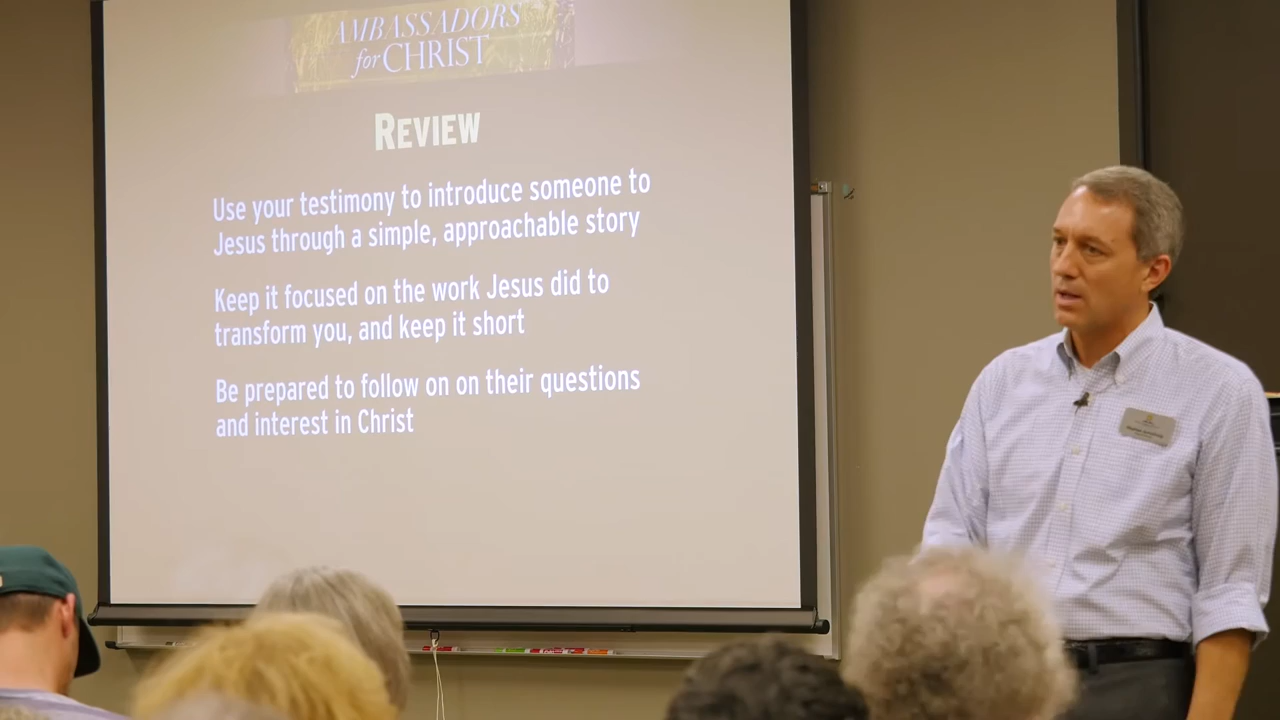 AMBASSADORS
for CHRIST
REVIEW
Use your testimony to introduce someone to
Jesus through a simple, approachable story
Keep it focused on the work Jesus did to
transform you, and keep it short
Be prepared to follow on on their questions
and interest in Christ